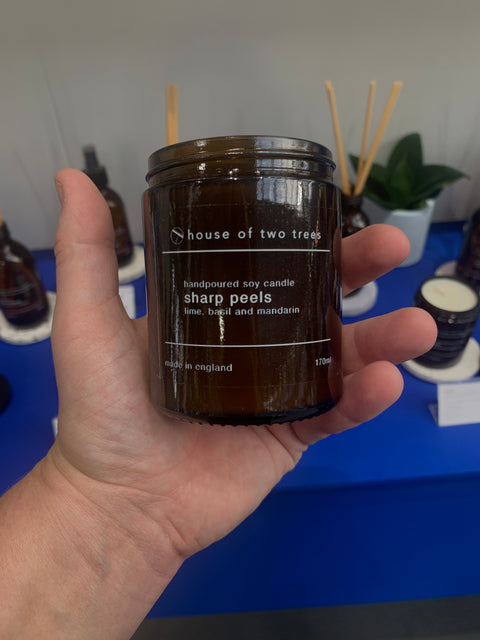 house of two trees
handpoured soy candle
sharp peels
lime, basil and mandarin
made in england
170ml